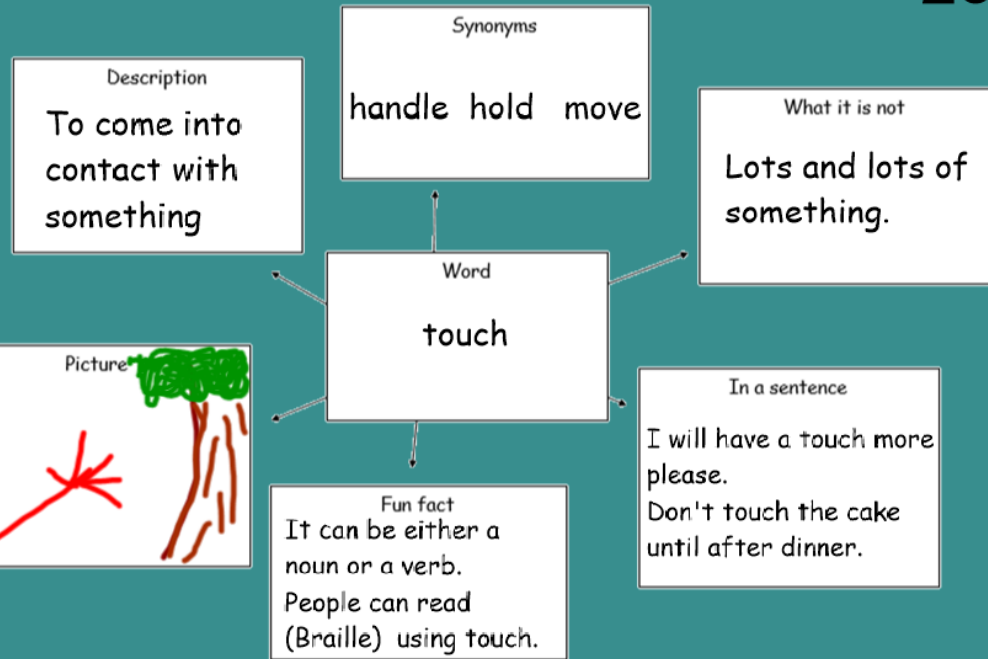 Synonyms
handle hold move
Description
To come into
contact with
something
What it is not
Lots and lots of
something.
Word
touch
Picture
In a sentence
I will have a touch more
please.
Don't touch the cake
until after dinner.
Fun fact
It can be either a
noun or a verb.
People can read
(Braille) using touch.